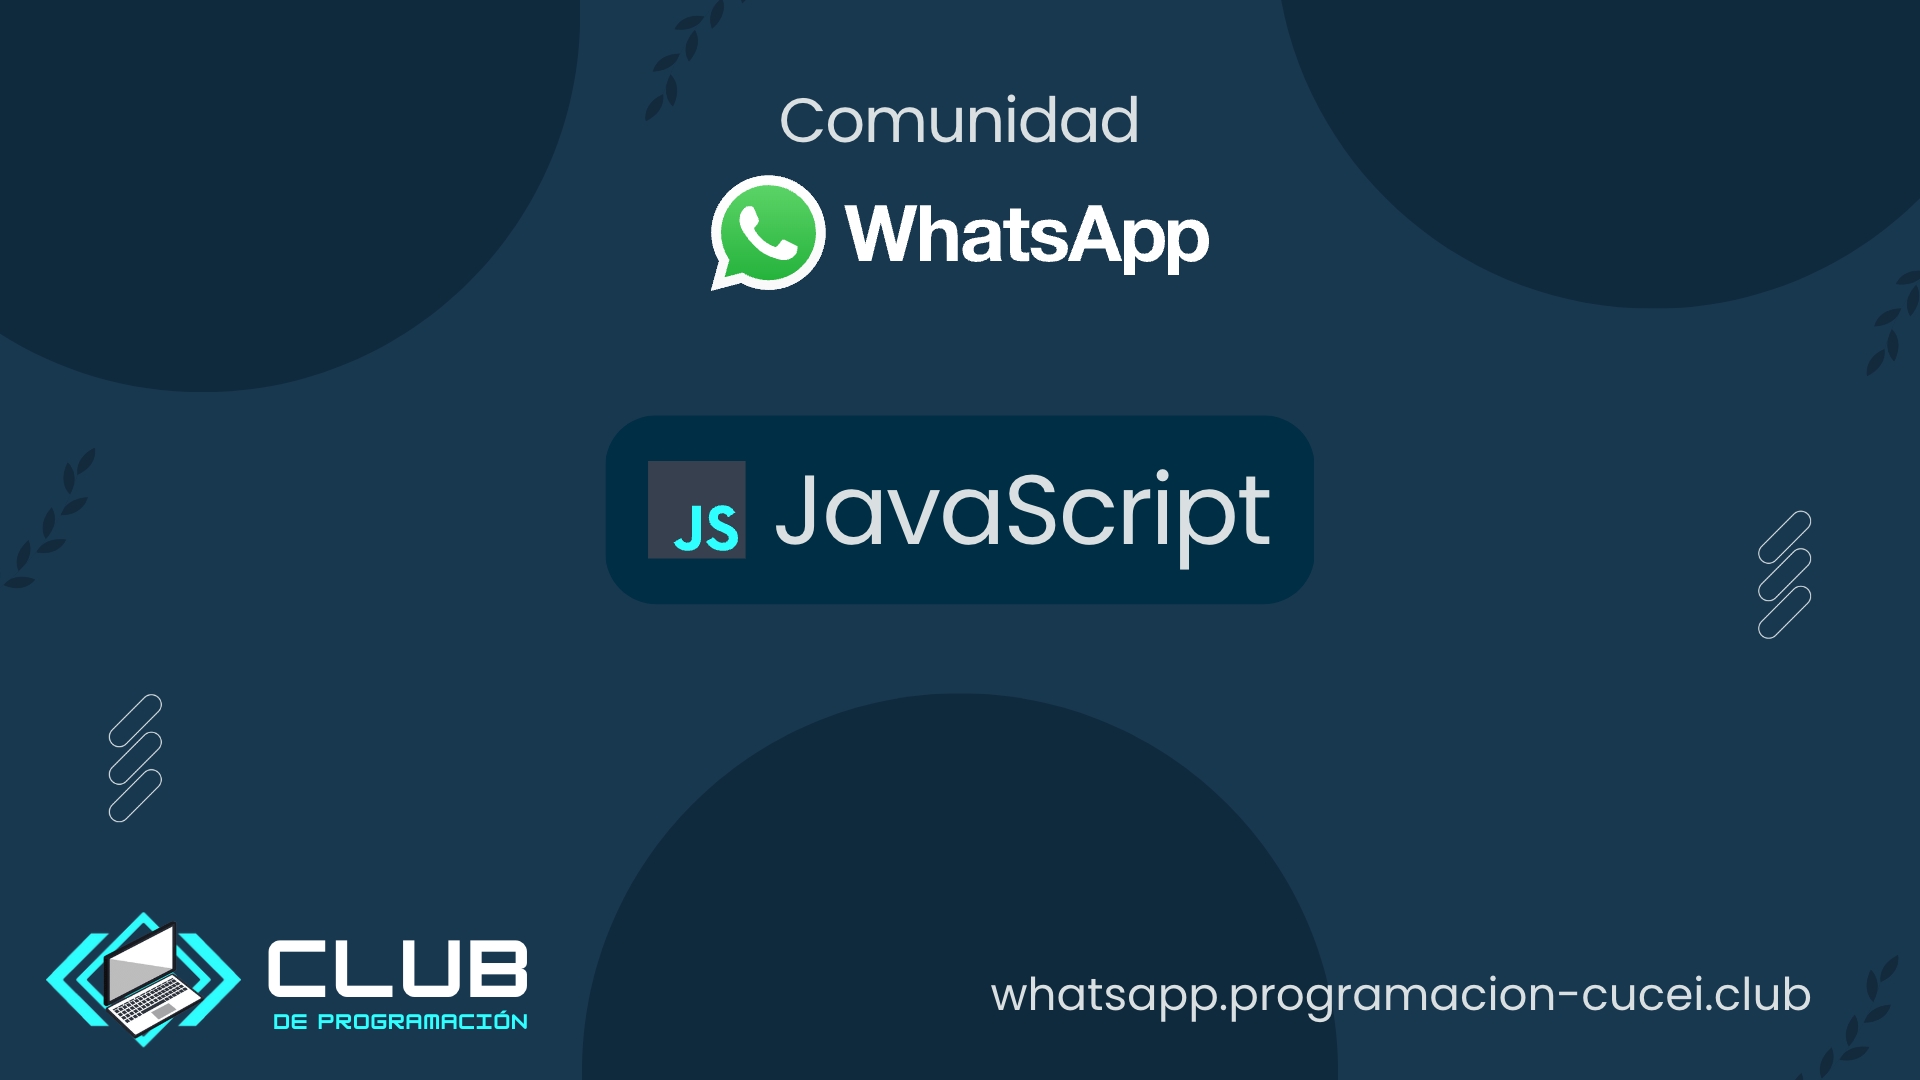 Comunidad
WhatsApp
JS JavaScript
CLUB
DE PROGRAMACIÓN
whatsapp.programacion-cucei.club